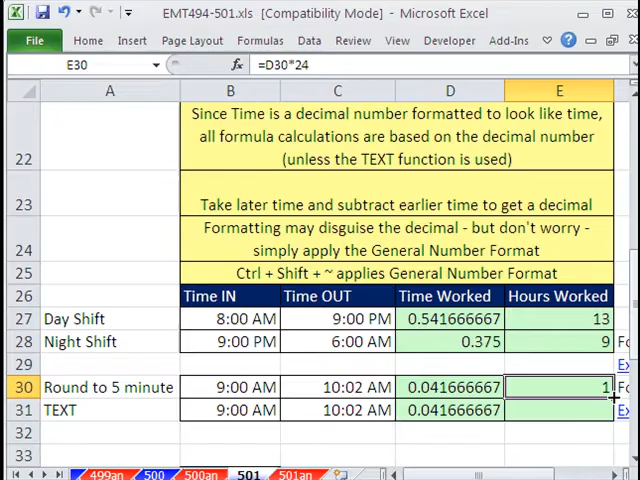 EMT494-501.xls [Compatibility Mode] - Microsoft Excel
File Home Insert Page Layout Formulas Data Review View Developer Add-Ins
E30 fx =D30*24
A B C D E
22 Since Time is a decimal number formatted to look like time,
all formula calculations are based on the decimal number
(unless the TEXT function is used)
23 Take later time and subtract earlier time to get a decimal
24 Formatting may disguise the decimal - but don't worry -
simply apply the General Number Format
25 Ctrl + Shift + ~ applies General Number Format
26 Time IN Time OUT Time Worked Hours Worked
27 Day Shift 8:00 AM 9:00 PM 0.541666667 13
28 Night Shift 9:00 PM 6:00 AM 0.375 9 Fo
29 Ex
30 Round to 5 minute 9:00 AM 10:02 AM 0.041666667 1 Fo
31 TEXT 9:00 AM 10:02 AM 0.041666667 Ex
32
33
499an 500 500an 501 501an